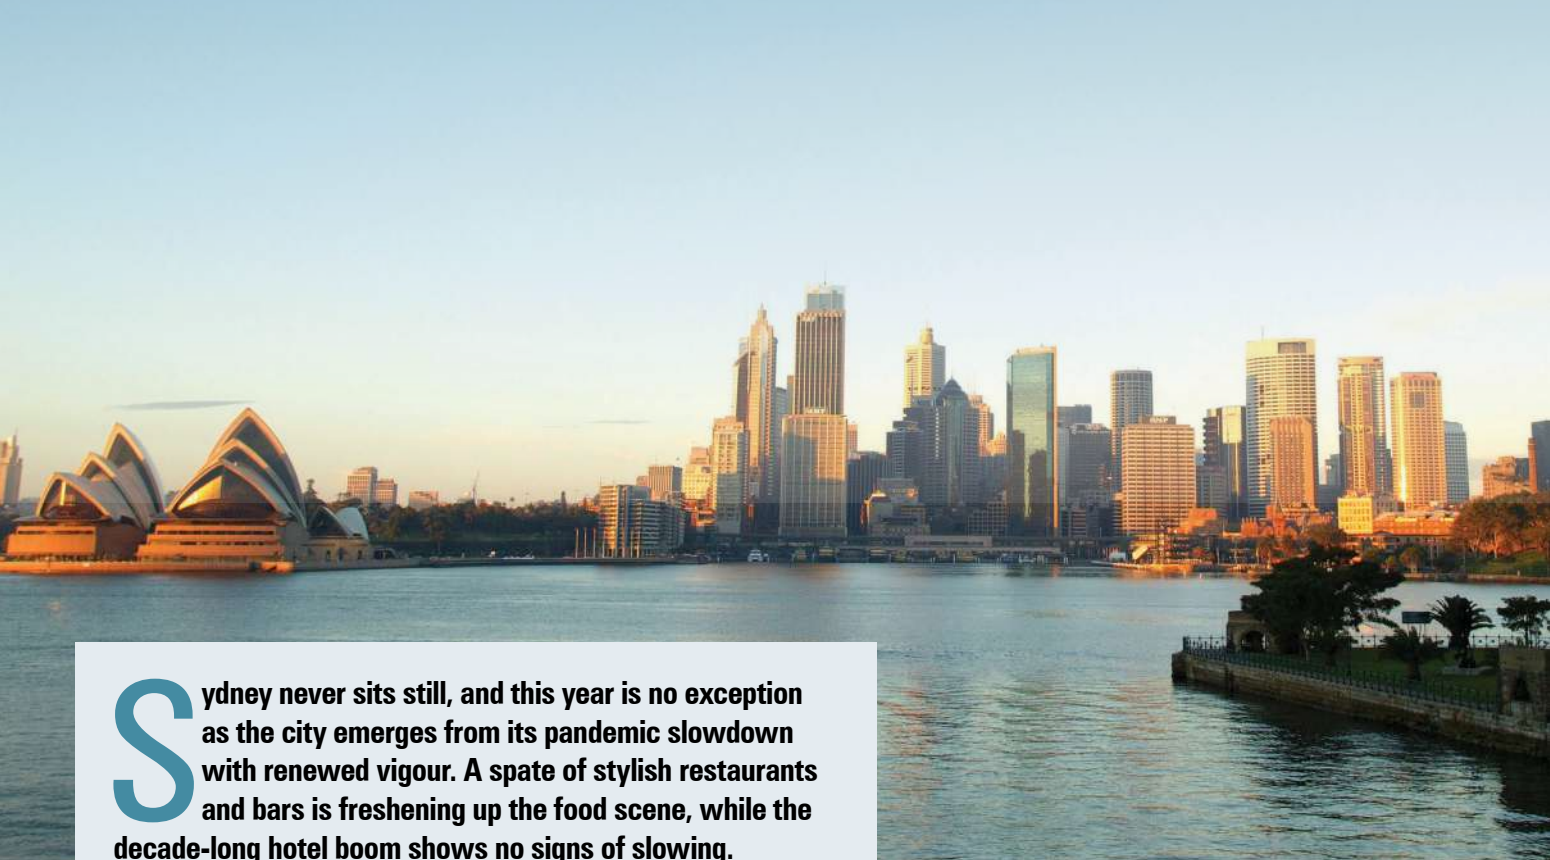 Sydney never sits still, and this year is no exception
as the city emerges from its pandemic slowdown
with renewed vigour. A spate of stylish restaurants
and bars is freshening up the food scene, while the
decade-long hotel boom shows no signs of slowing.